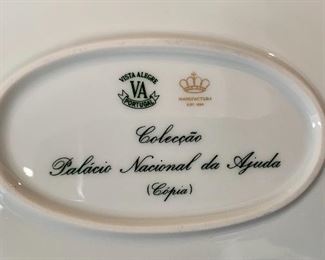 VISTA ALEGRE
VA
PORTUGAL
MANUFACTURA
Colecção
Palácio Nacional da Ajuda
(Cópia)